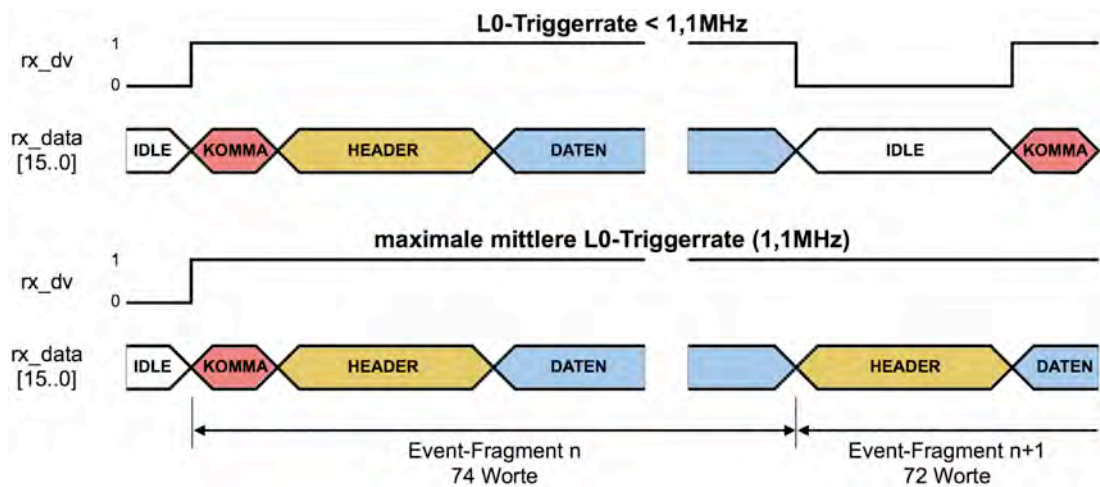 L0-Triggerrate < 1,1MHz
rx_dv
1
0
rx_data
[15..0]
IDLE KOMMA HEADER DATEN IDLE KOMMA
maximale mittlere L0-Triggerrate (1,1MHz)
rx_dv
1
0
rx_data
[15..0]
IDLE KOMMA HEADER DATEN HEADER DATEN
Event-Fragment n Event-Fragment n+1
74 Worte 72 Worte